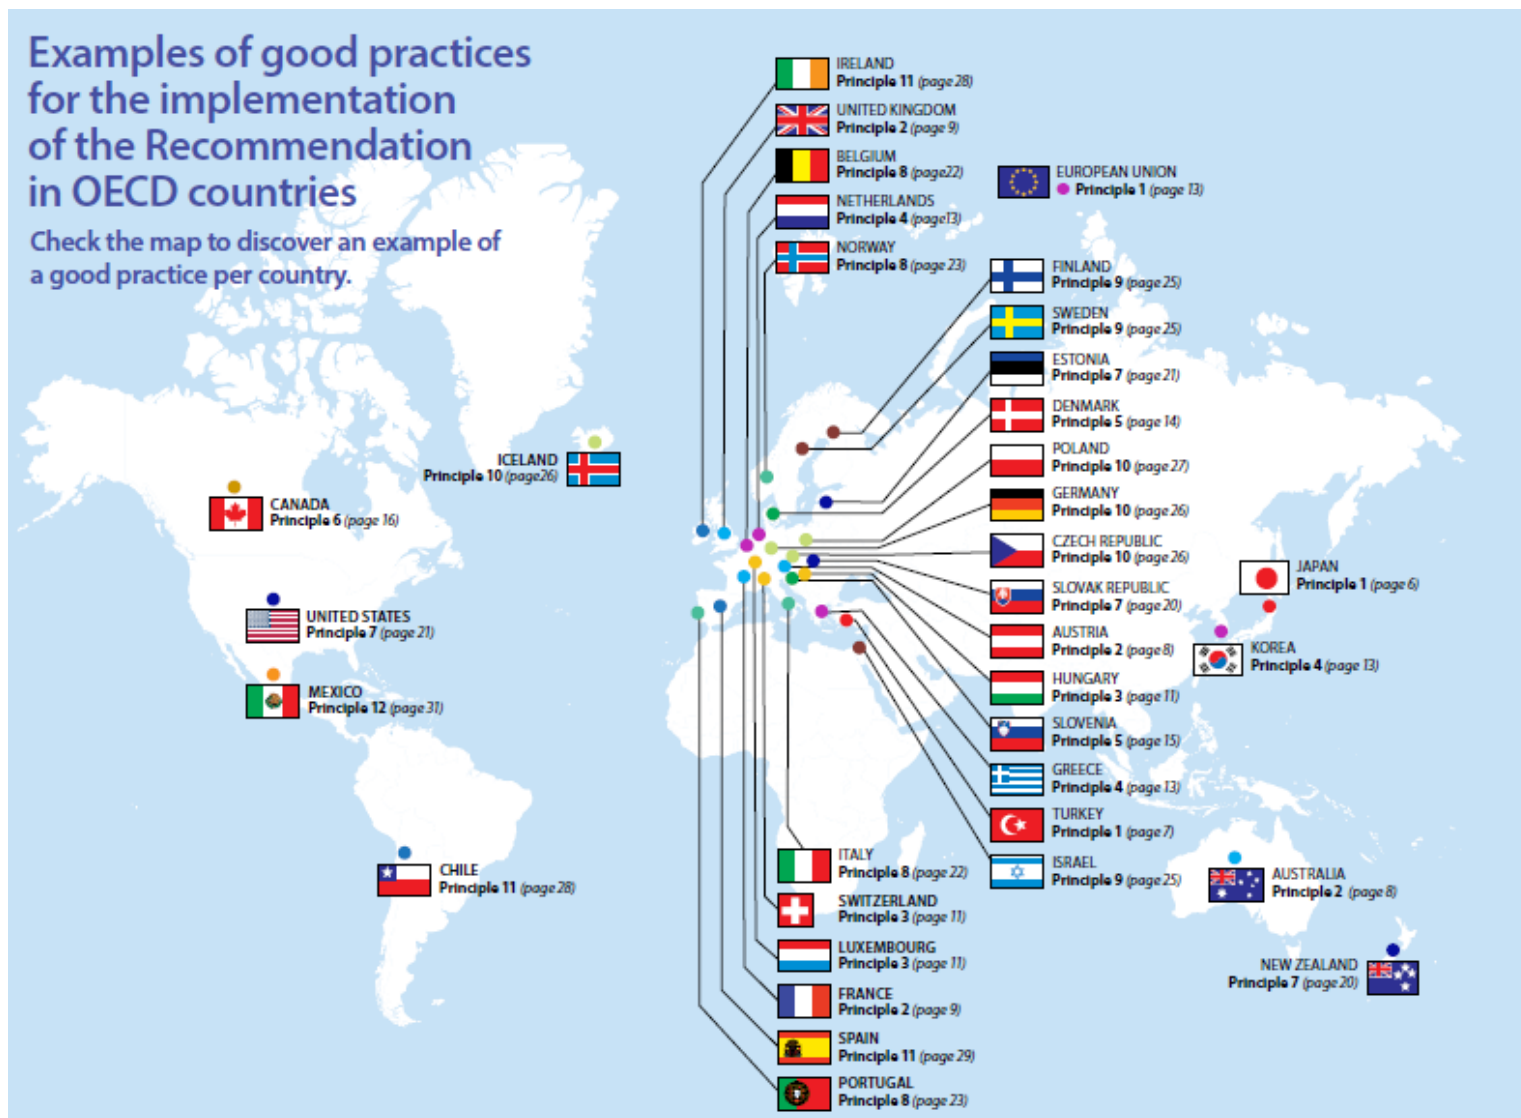 Examples of good practices
for the implementation
of the Recommendation
in OECD countries
Check the map to discover an example of
a good practice per country.
IRELAND
Principle 11 (page 28)
UNITED KINGDOM
Principle 2 (page 9)
BELGIUM
Principle 8 (page22)
NETHERLANDS
Principle 4 (page13)
NORWAY
Principle 8 (page 23)
EUROPEAN UNION
Principle 1 (page 13)
FINLAND
Principle 9 (page 25)
SWEDEN
Principle 9 (page 25)
ESTONIA
Principle 7 (page 21)
DENMARK
Principle 5 (page 14)
POLAND
Principle 10 (page 27)
GERMANY
Principle 10 (page 26)
CZECH REPUBLIC
Principle 10 (page 26)
SLOVAK REPUBLIC
Principle 7 (page 20)
AUSTRIA
Principle 2 (page 8)
HUNGARY
Principle 3 (page 11)
SLOVENIA
Principle 5 (page 15)
GREECE
Principle 4 (page 13)
TURKEY
Principle 1 (page 7)
ISRAEL
Principle 9 (page 25)
ICELAND
Principle 10 (page26)
CANADA
Principle 6 (page 16)
UNITED STATES
Principle 7 (page 21)
MEXICO
Principle 12 (page 31)
CHILE
Principle 11 (page 28)
ITALY
Principle 8 (page 22)
SWITZERLAND
Principle 3 (page 11)
LUXEMBOURG
Principle 3 (page 11)
FRANCE
Principle 2 (page 9)
SPAIN
Principle 11 (page 29)
PORTUGAL
Principle 8 (page 23)
JAPAN
Principle 1 (page 6)
KOREA
Principle 4 (page 13)
AUSTRALIA
Principle 2 (page 8)
NEW ZEALAND
Principle 7 (page 20)